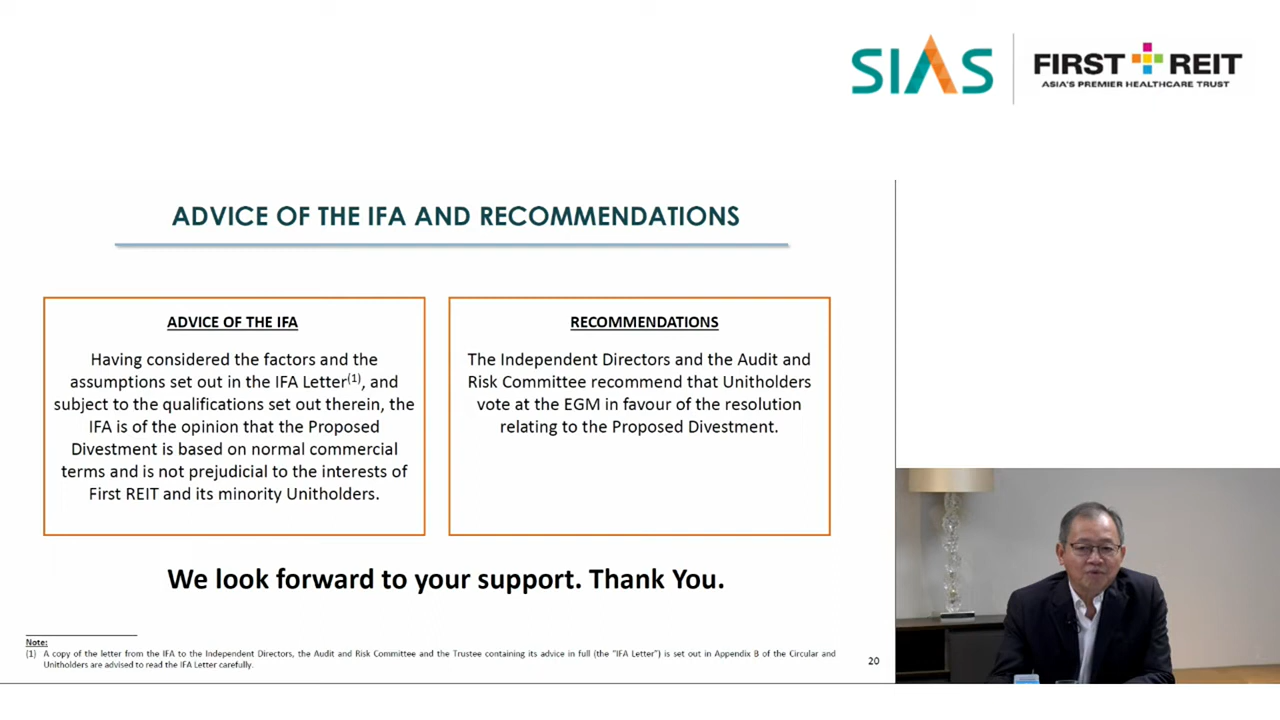 SIAS
FIRST REIT
ASIA'S PREMIER HEALTHCARE TRUST
ADVICE OF THE IFA AND RECOMMENDATIONS
ADVICE OF THE IFA
Having considered the factors and the
assumptions set out in the IFA Letter(1), and
subject to the qualifications set out therein, the
IFA is of the opinion that the Proposed
Divestment is based on normal commercial
terms and is not prejudicial to the interests of
First REIT and its minority Unitholders.
RECOMMENDATIONS
The Independent Directors and the Audit and
Risk Committee recommend that Unitholders
vote at the EGM in favour of the resolution
relating to the Proposed Divestment.
We look forward to your support. Thank You.
Note:
(1) A copy of the letter from the IFA to the Independent Directors, the Audit and Risk Committee and the Trustee containing its advice in full (the "IFA Letter") is set out in Appendix B of the Circular and
Unitholders are advised to read the IFA Letter carefully.
20